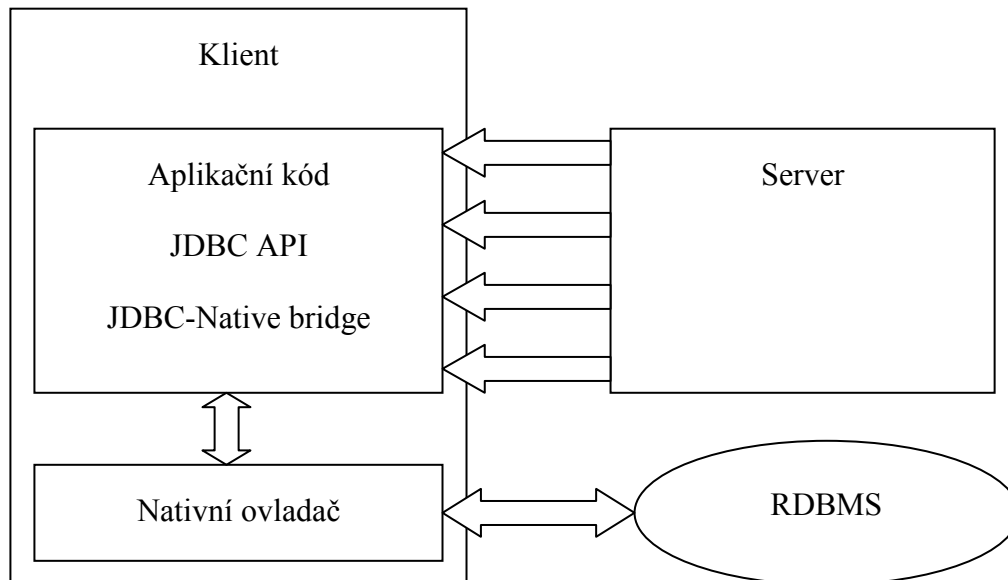 Klient
Aplikační kód
JDBC API
JDBC-Native bridge
Server
Nativní ovladač
RDBMS